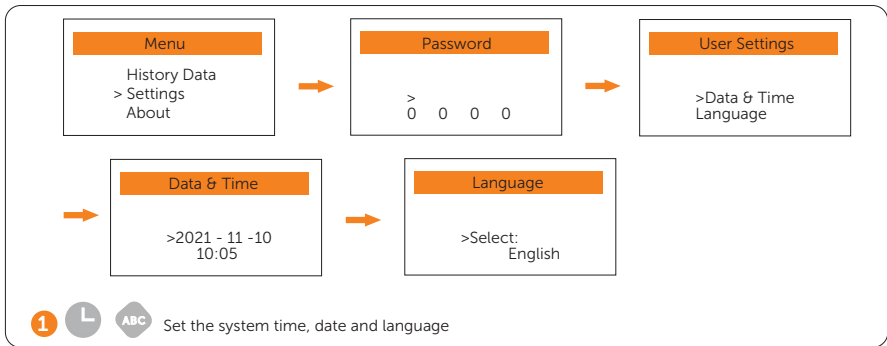 Menu
History Data
> Settings
About
Password
>
0 0 0 0
User Settings
>Data & Time
Language
Data & Time
>2021 - 11 -10
10:05
Language
>Select:
English
1 ABC Set the system time, date and language